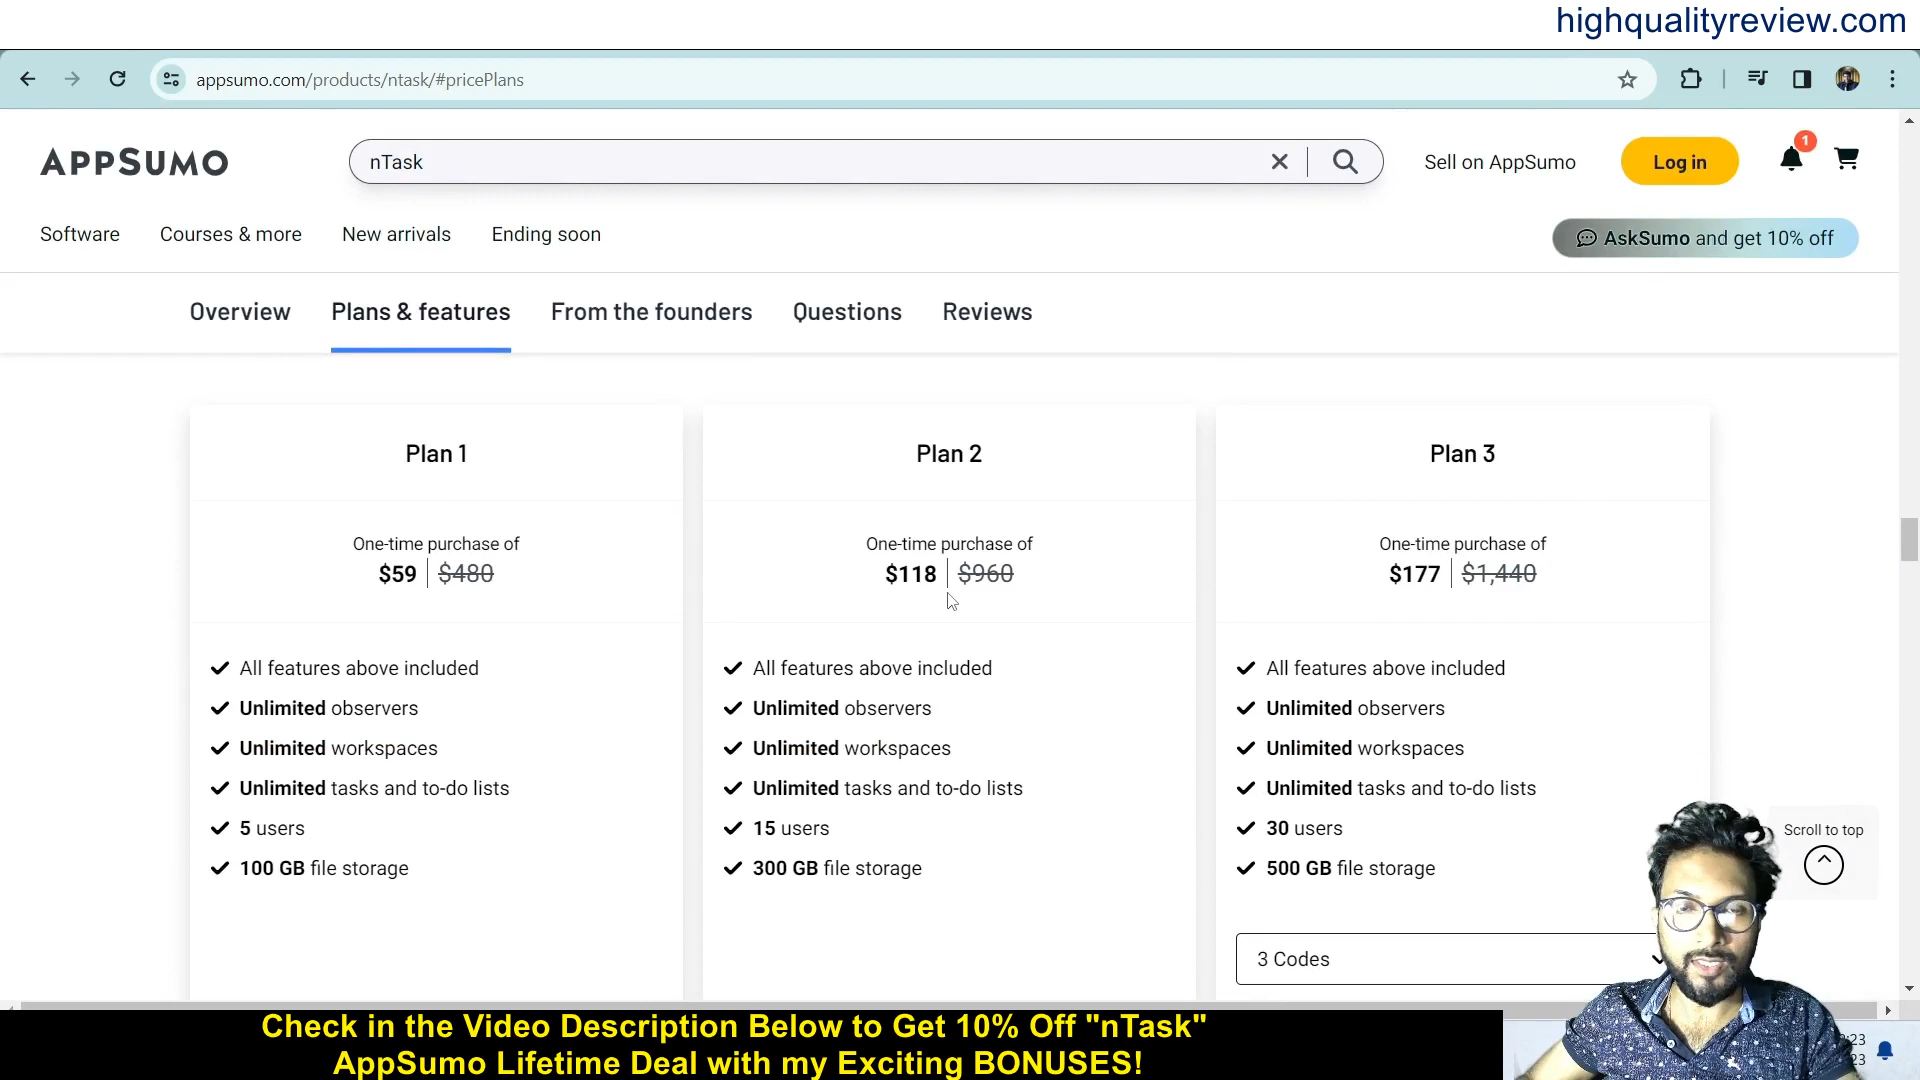 highqualityreview.com
appsumo.com/products/ntask/#pricePlans
APPSUMO
nTask
Sell on AppSumo
Log in
1
Software
Courses & more
New arrivals
Ending soon
AskSumo and get 10% off
Overview
Plans & features
From the founders
Questions
Reviews
Plan 1
One-time purchase of
$59 $480
All features above included
Unlimited observers
Unlimited workspaces
Unlimited tasks and to-do lists
5 users
100 GB file storage
Plan 2
One-time purchase of
$118 $960
All features above included
Unlimited observers
Unlimited workspaces
Unlimited tasks and to-do lists
15 users
300 GB file storage
Plan 3
One-time purchase of
$177 $1,440
All features above included
Unlimited observers
Unlimited workspaces
Unlimited tasks and to-do lists
30 users
500 GB file storage
3 Codes
Scroll to top
Check in the Video Description Below to Get 10% Off "nTask"
AppSumo Lifetime Deal with my Exciting BONUSES!